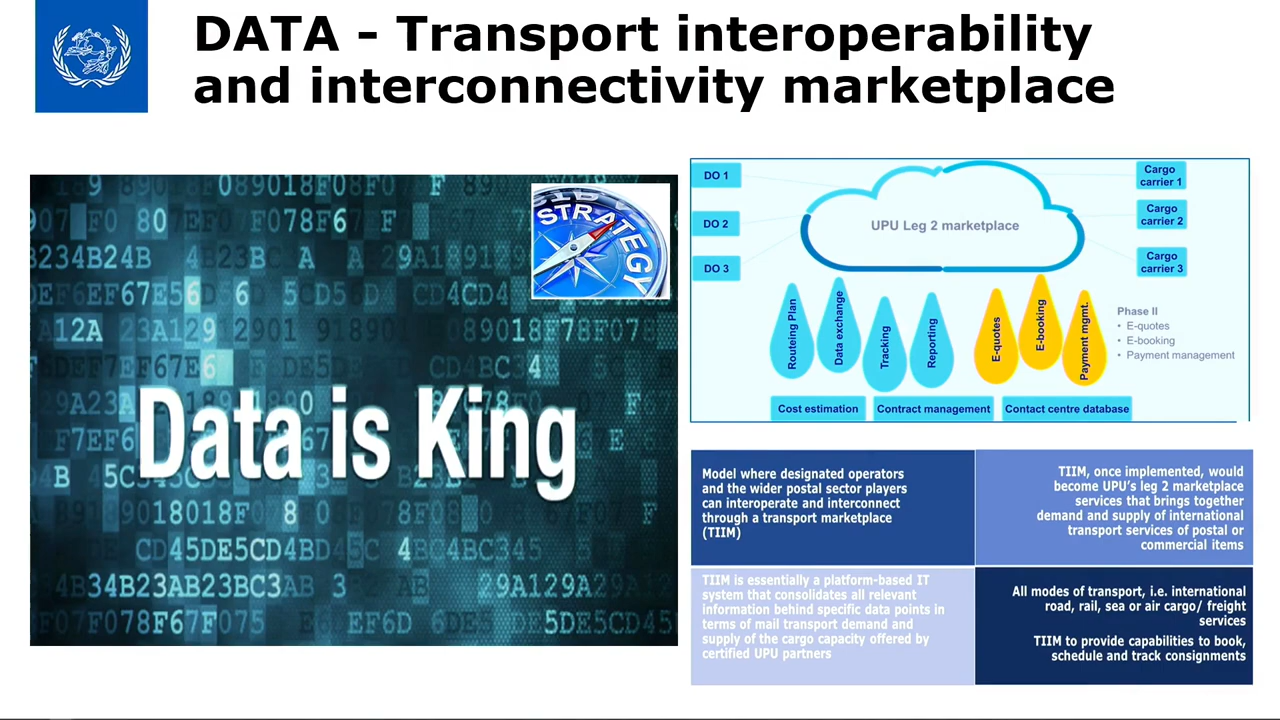 DATA - Transport interoperability
and interconnectivity marketplace
STRATEGY
Data is King
DO 1
DO 2
DO 3
UPU Leg 2 marketplace
Cargo
carrier 1
Cargo
carrier 2
Cargo
carrier 3
Routeing Plan
Data exchange
Tracking
Reporting
E-quotes
E-booking
Payment mgmt.
Phase II
• E-quotes
• E-booking
• Payment management
Cost estimation
Contract management
Contact centre database
Model where designated operators
and the wider postal sector players
can interoperate and interconnect
through a transport marketplace
(TIIM)
TIIM, once implemented, would
become UPU's leg 2 marketplace
services that brings together
demand and supply of international
transport services of postal or
commercial items
TIIM is essentially a platform-based IT
system that consolidates all relevant
information behind specific data points in
terms of mail transport demand and
supply of the cargo capacity offered by
certified UPU partners
All modes of transport, i.e. international
road, rail, sea or air cargo/ freight
services
TIIM to provide capabilities to book,
schedule and track consignments